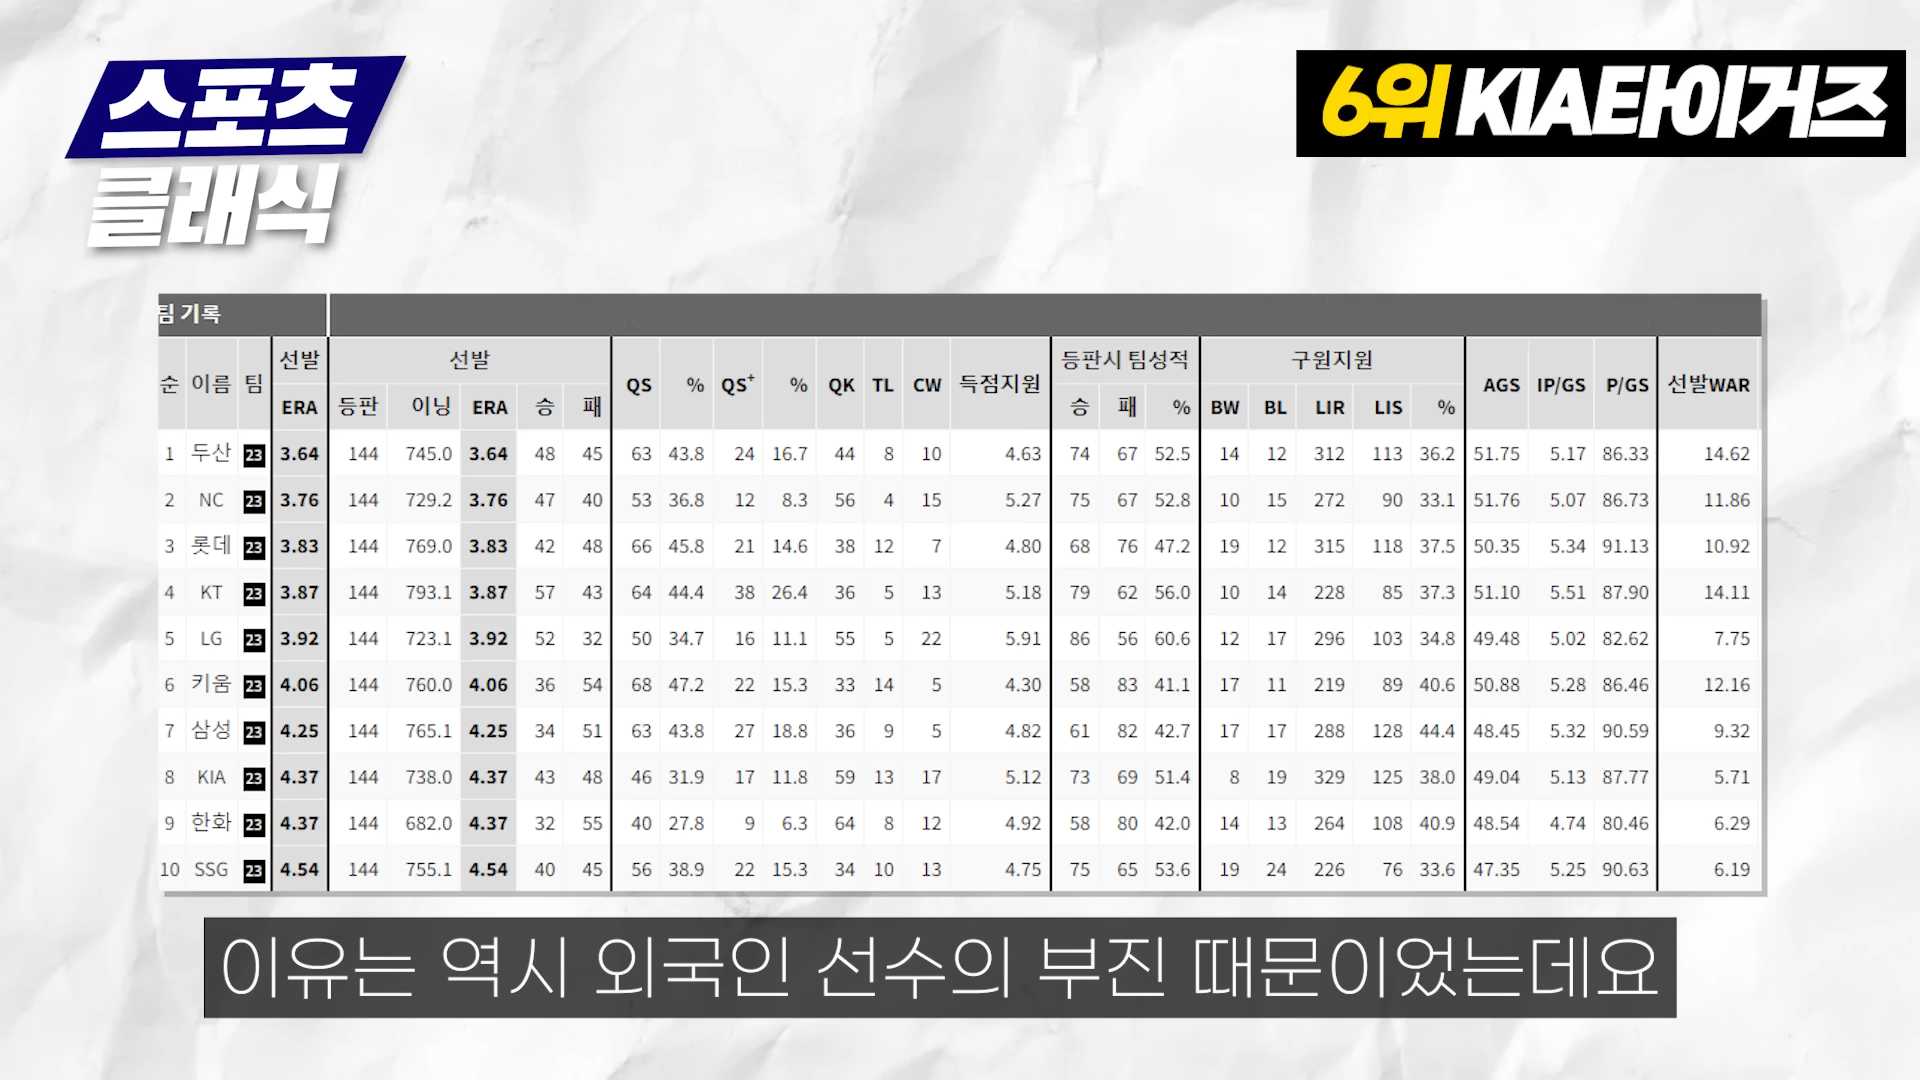 스포츠
클래식
6위 KIA타이거즈
팀 기록
순 이름 팀 선발 선발 QS % QS+ % QK TL CW 득점지원 등판시 팀성적 구원지원 AGS IP/GS P/GS 선발WAR
ERA 등판 이닝 ERA 승 패 승 패 % BW BL LIR LIS %
1 두산 23 3.64 144 745.0 3.64 48 45 63 43.8 24 16.7 44 8 10 4.63 74 67 52.5 14 12 312 113 36.2 51.75 5.17 86.33 14.62
2 NC 23 3.76 144 729.2 3.76 47 40 53 36.8 12 8.3 56 4 15 5.27 75 67 52.8 10 15 272 90 33.1 51.76 5.07 86.73 11.86
3 롯데 23 3.83 144 769.0 3.83 42 48 66 45.8 21 14.6 38 12 7 4.80 68 76 47.2 19 12 315 118 37.5 50.35 5.34 91.13 10.92
4 KT 23 3.87 144 793.1 3.87 57 43 64 44.4 38 26.4 36 5 13 5.18 79 62 56.0 10 14 228 85 37.3 51.10 5.51 87.90 14.11
5 LG 23 3.92 144 723.1 3.92 52 32 50 34.7 16 11.1 55 5 22 5.91 86 56 60.6 12 17 296 103 34.8 49.48 5.02 82.62 7.75
6 키움 23 4.06 144 760.0 4.06 36 54 68 47.2 22 15.3 33 14 5 4.30 58 83 41.1 17 11 219 89 40.6 50.88 5.28 86.46 12.16
7 삼성 23 4.25 144 765.1 4.25 34 51 63 43.8 27 18.8 36 9 5 4.82 61 82 42.7 17 17 288 128 44.4 48.45 5.32 90.59 9.32
8 KIA 23 4.37 144 738.0 4.37 43 48 46 31.9 17 11.8 59 13 17 5.12 73 69 51.4 8 19 329 125 38.0 49.04 5.13 87.77 5.71
9 한화 23 4.37 144 682.0 4.37 32 55 40 27.8 9 6.3 64 8 12 4.92 58 80 42.0 14 13 264 108 40.9 48.54 4.74 80.46 6.29
10 SSG 23 4.54 144 755.1 4.54 40 45 56 38.9 22 15.3 34 10 13 4.75 75 65 53.6 19 24 226 76 33.6 47.35 5.25 90.63 6.19
이유는 역시 외국인 선수의 부진 때문이었는데요